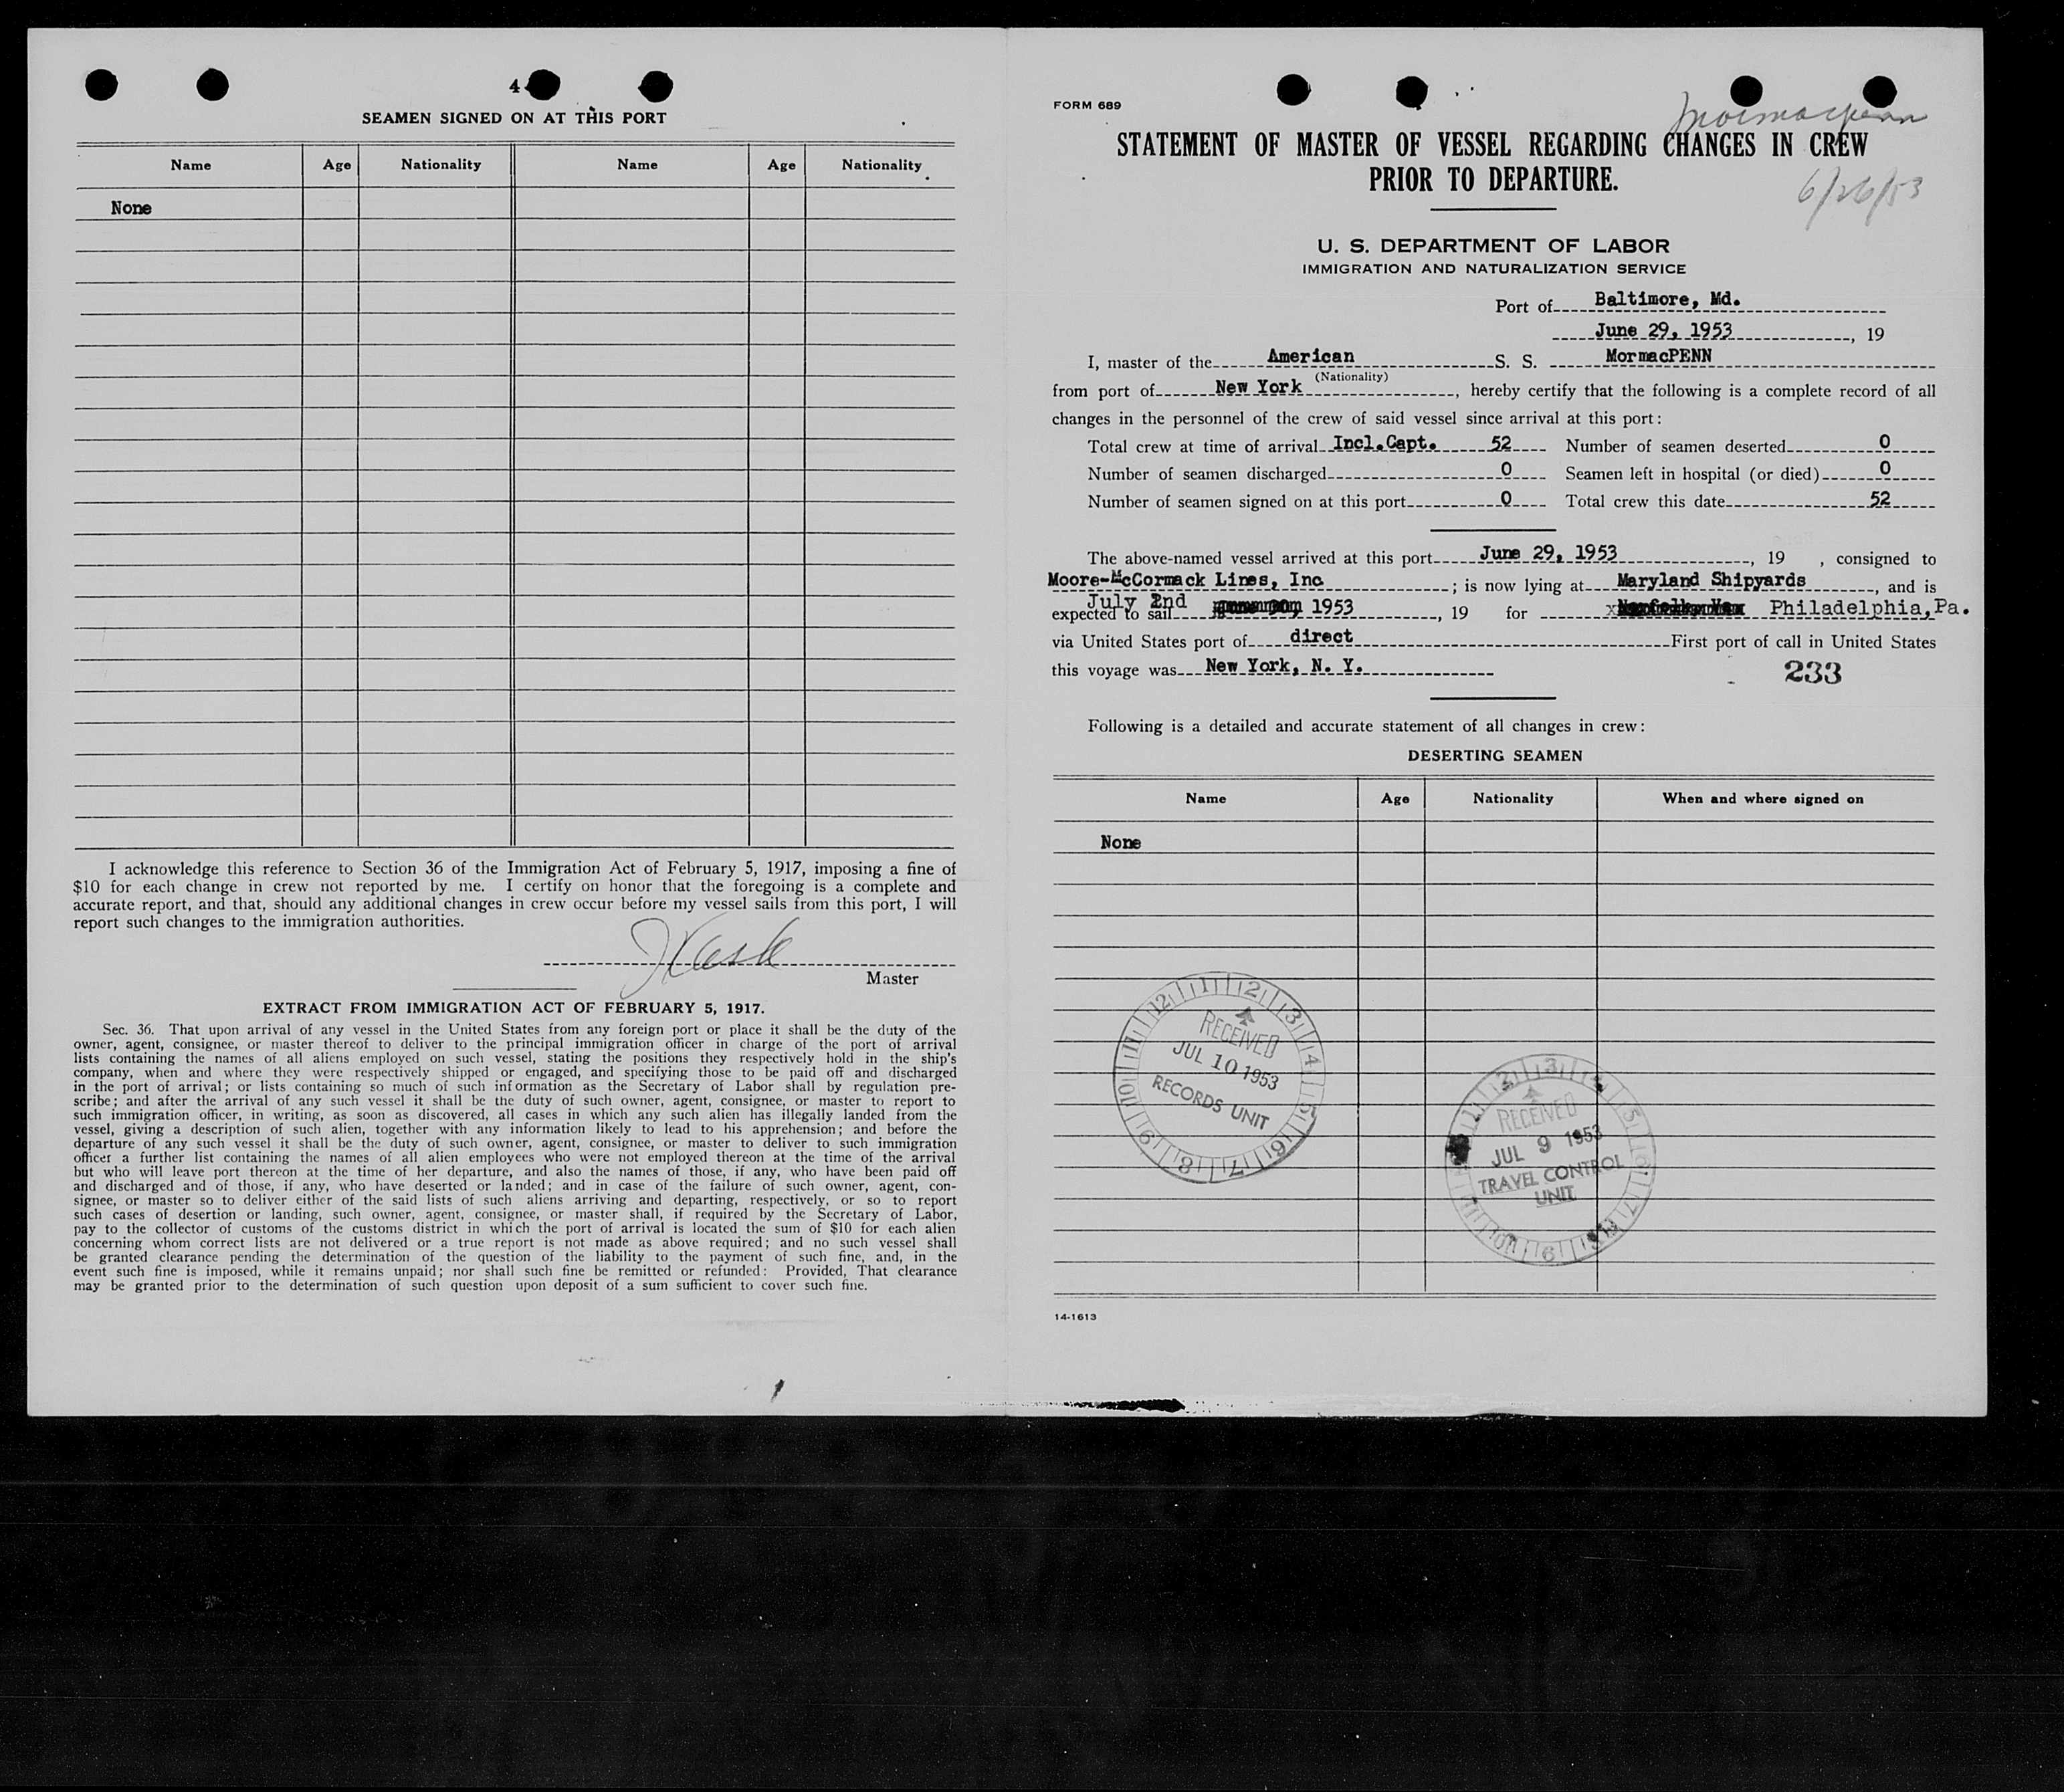 4
SEAMEN SIGNED ON AT THIS PORT
Name Age Nationality Name Age Nationality
None
I acknowledge this reference to Section 36 of the Immigration Act of February 5, 1917, imposing a fine of
$10 for each change in crew not reported by me. I certify on honor that the foregoing is a complete and
accurate report, and that, should any additional changes in crew occur before my vessel sails from this port, I will
report such changes to the immigration authorities.
Master
EXTRACT FROM IMMIGRATION ACT OF FEBRUARY 5, 1917.
Sec. 36. That upon arrival of any vessel in the United States from any foreign port or place it shall be the duty of the
owner, agent, consignee, or master thereof to deliver to the principal immigration officer in charge of the port of arrival
lists containing the names of all aliens employed on such vessel, stating the positions they respectively hold in the ship's
company, when and where they were respectively shipped or engaged, and specifying those to be paid off and discharged
in the port of arrival; or lists containing so much of such information as the Secretary of Labor shall by regulation pre-
scribe; and after the arrival of any such vessel it shall be the duty of such owner, agent, consignee, or master to report to
such immigration officer, in writing, as soon as discovered, all cases in which any such alien has illegally landed from the
vessel, giving a description of such alien, together with any information likely to lead to his apprehension; and before the
departure of any such vessel it shall be the duty of such owner, agent, consignee, or master to deliver to such immigration
officer a further list containing the names of all alien employees who were not employed thereon at the time of the arrival
but who will leave port thereon at the time of her departure, and also the names of those, if any, who have been paid off
and discharged and of those, if any, who have deserted or landed; and in case of the failure of such owner, agent, con-
signee, or master so to deliver either of the said lists of such aliens arriving and departing, respectively, or so to report
such cases of desertion or landing, such owner, agent, consignee, or master shall, if required by the Secretary of Labor,
pay to the collector of customs of the customs district in which the port of arrival is located the sum of $10 for each alien
concerning whom correct lists are not delivered or a true report is not made as above required; and no such vessel shall
be granted clearance pending the determination of the question of the liability to the payment of such fine, and, in the
event such fine is imposed, while it remains unpaid; nor shall such fine be remitted or refunded: Provided, That clearance
may be granted prior to the determination of such question upon deposit of a sum sufficient to cover such fine.
FORM 689
Mormacpenn
STATEMENT OF MASTER OF VESSEL REGARDING CHANGES IN CREW
PRIOR TO DEPARTURE.
6/26/53
U. S. DEPARTMENT OF LABOR
IMMIGRATION AND NATURALIZATION SERVICE
Port of Baltimore, Md.
June 29, 1953, 19
I, master of the American S. S. MormacPENN
(Nationality)
from port of New York, hereby certify that the following is a complete record of all
changes in the personnel of the crew of said vessel since arrival at this port:
Total crew at time of arrival Incl.Capt. 52 Number of seamen deserted 0
Number of seamen discharged 0 Seamen left in hospital (or died) 0
Number of seamen signed on at this port 0 Total crew this date 52
The above-named vessel arrived at this port June 29, 1953, 19 , consigned to
Moore-McCormack Lines, Inc; is now lying at Maryland Shipyards, and is
expected to sail July 2nd 1953, 19 for Philadelphia,Pa.
via United States port of direct First port of call in United States
this voyage was New York, N. Y.
233
Following is a detailed and accurate statement of all changes in crew:
DESERTING SEAMEN
Name Age Nationality When and where signed on
None
12 1 2 3 4 5 6 7 8 9 10 11
RECEIVED
JUL 10 1953
RECORDS UNIT
RECEIVED
JUL 9 1953
TRAVEL CONTROL
UNIT
14-1613